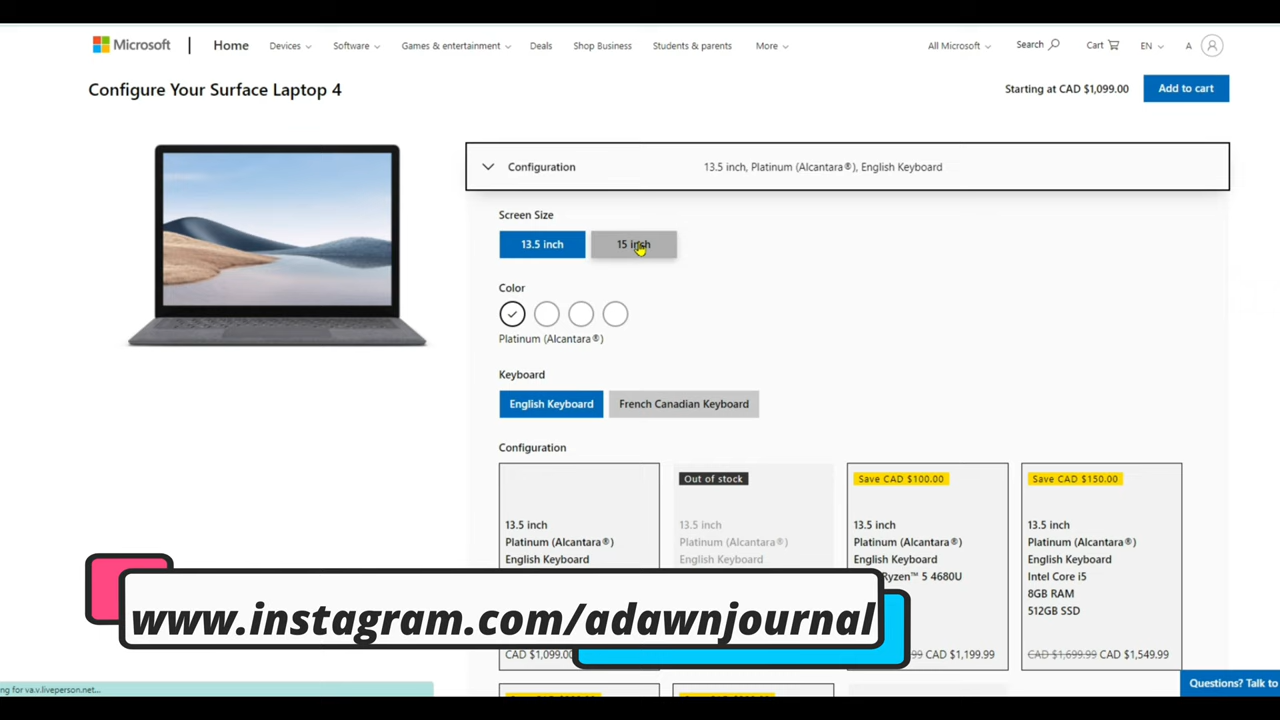 Microsoft Home Devices Software Games & entertainment Deals Shop Business Students & parents More All Microsoft Search Cart EN A
Configure Your Surface Laptop 4 Starting at CAD $1,099.00 Add to cart
Configuration 13.5 inch, Platinum (Alcantara®), English Keyboard
Screen Size
13.5 inch 15 inch
Color
Platinum (Alcantara®)
Keyboard
English Keyboard French Canadian Keyboard
Configuration
13.5 inch
Platinum (Alcantara®)
English Keyboard
CAD $1,099.00
Out of stock
13.5 inch
Platinum (Alcantara®)
English Keyboard
Save CAD $100.00
13.5 inch
Platinum (Alcantara®)
English Keyboard
Ryzen™ 5 4680U
CAD $1,199.99
Save CAD $150.00
13.5 inch
Platinum (Alcantara®)
English Keyboard
Intel Core i5
8GB RAM
512GB SSD
CAD $1,699.99 CAD $1,549.99
www.instagram.com/adawnjournal
ng for va.v.liveperson.net...
Questions? Talk to